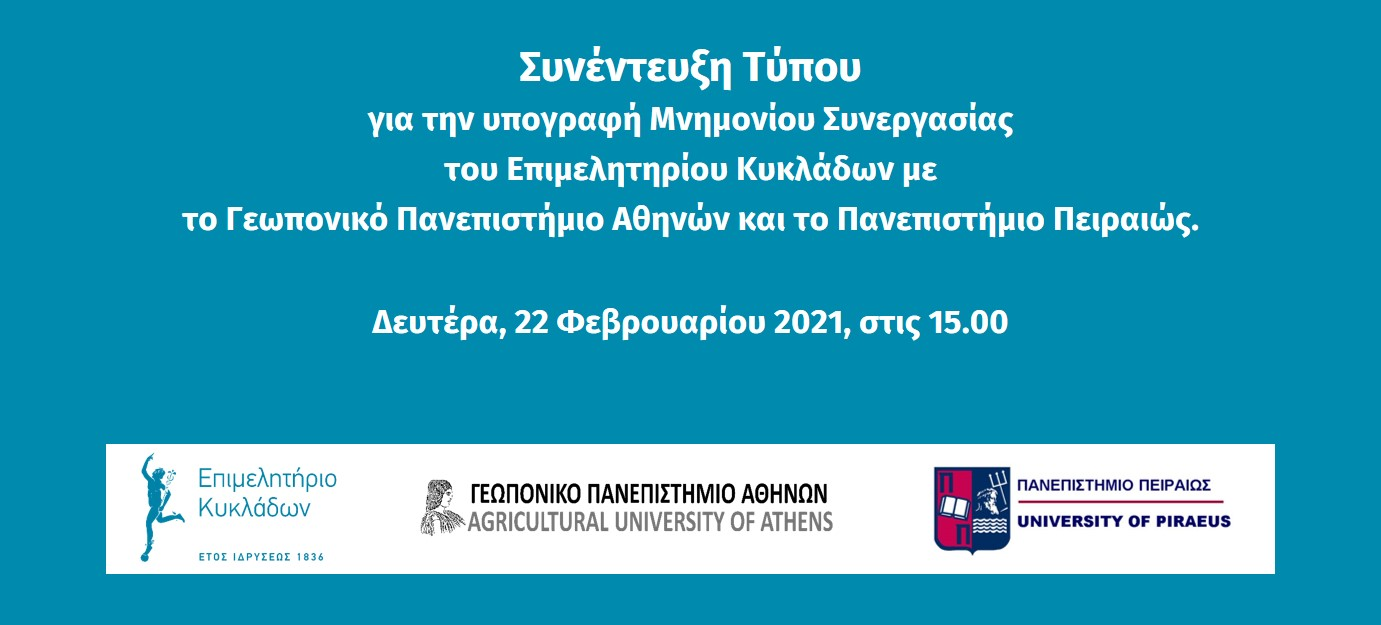 Συνέντευξη Τύπου
για την υπογραφή Μνημονίου Συνεργασίας
του Επιμελητηρίου Κυκλάδων με
το Γεωπονικό Πανεπιστήμιο Αθηνών και το Πανεπιστήμιο Πειραιώς.
Δευτέρα, 22 Φεβρουαρίου 2021, στις 15.00
Επιμελητήριο
Κυκλάδων
ΕΤΟΣ ΙΔΡΥΣΕΩΣ 1836
ΓΕΩΠΟΝΙΚΟ ΠΑΝΕΠΙΣΤΗΜΙΟ ΑΘΗΝΩΝ
AGRICULTURAL UNIVERSITY OF ATHENS
Π
Π
ΠΑΝΕΠΙΣΤΗΜΙΟ ΠΕΙΡΑΙΩΣ
UNIVERSITY OF PIRAEUS